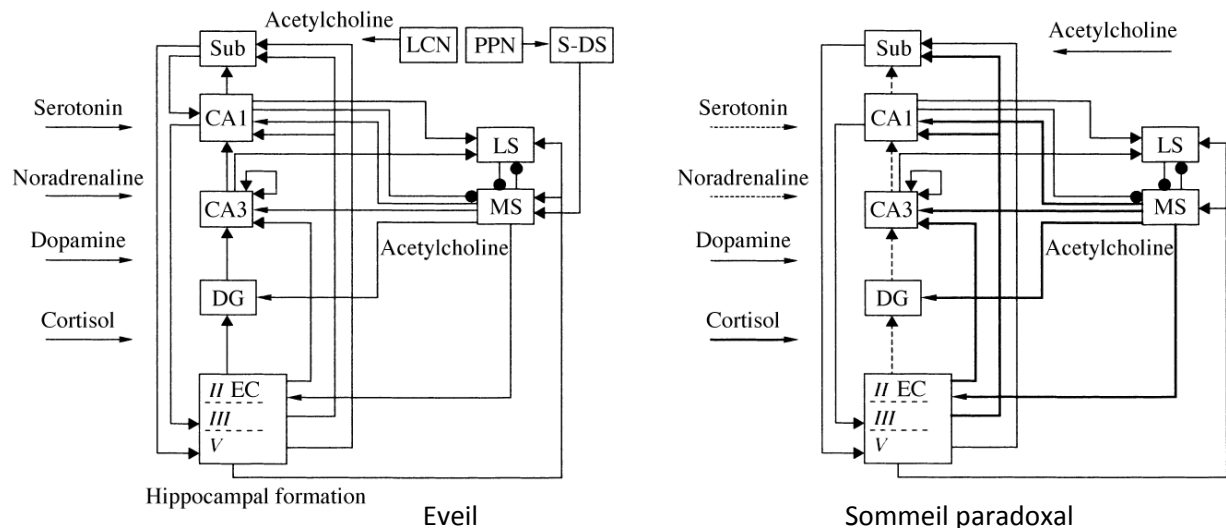 Acetylcholine
LCN
PPN
S-DS
Sub
Serotonin
CA1
LS
Noradrenaline
CA3
MS
Dopamine
Acetylcholine
DG
Cortisol
II EC
III
V
Hippocampal formation
Eveil
Sub
Acetylcholine
Serotonin
CA1
LS
Noradrenaline
CA3
MS
Dopamine
Acetylcholine
DG
Cortisol
II EC
III
V
Sommeil paradoxal